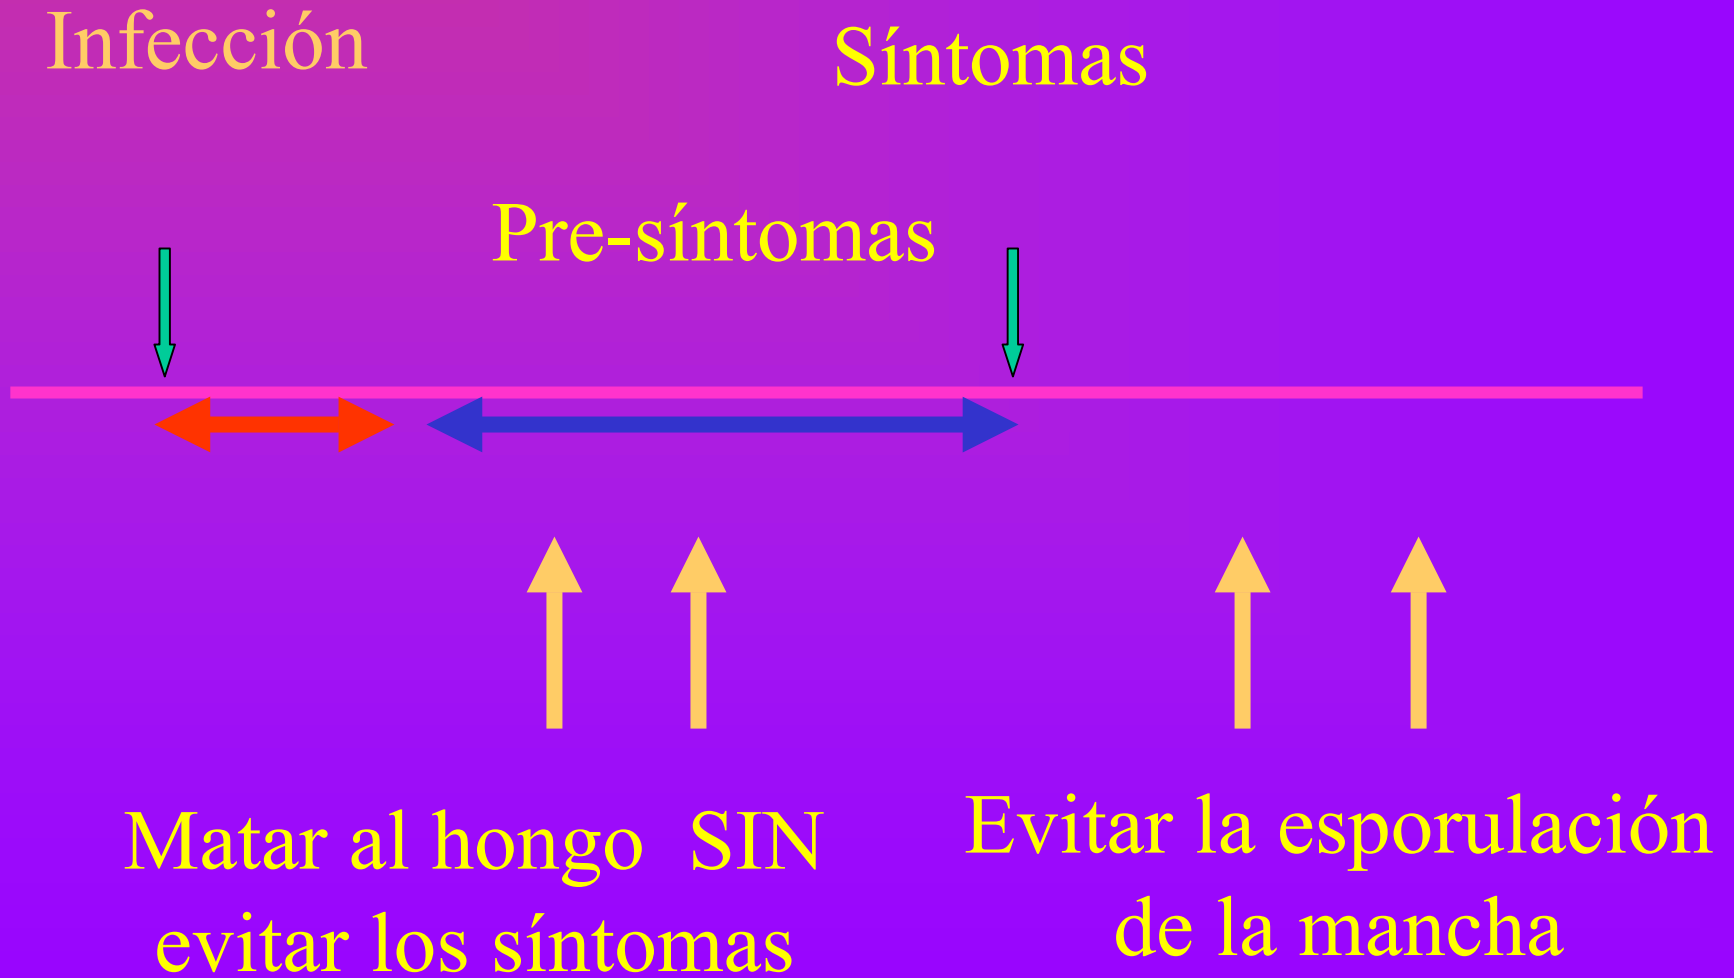 Infección
Síntomas
Pre-síntomas
Matar al hongo SIN
evitar los síntomas
Evitar la esporulación
de la mancha